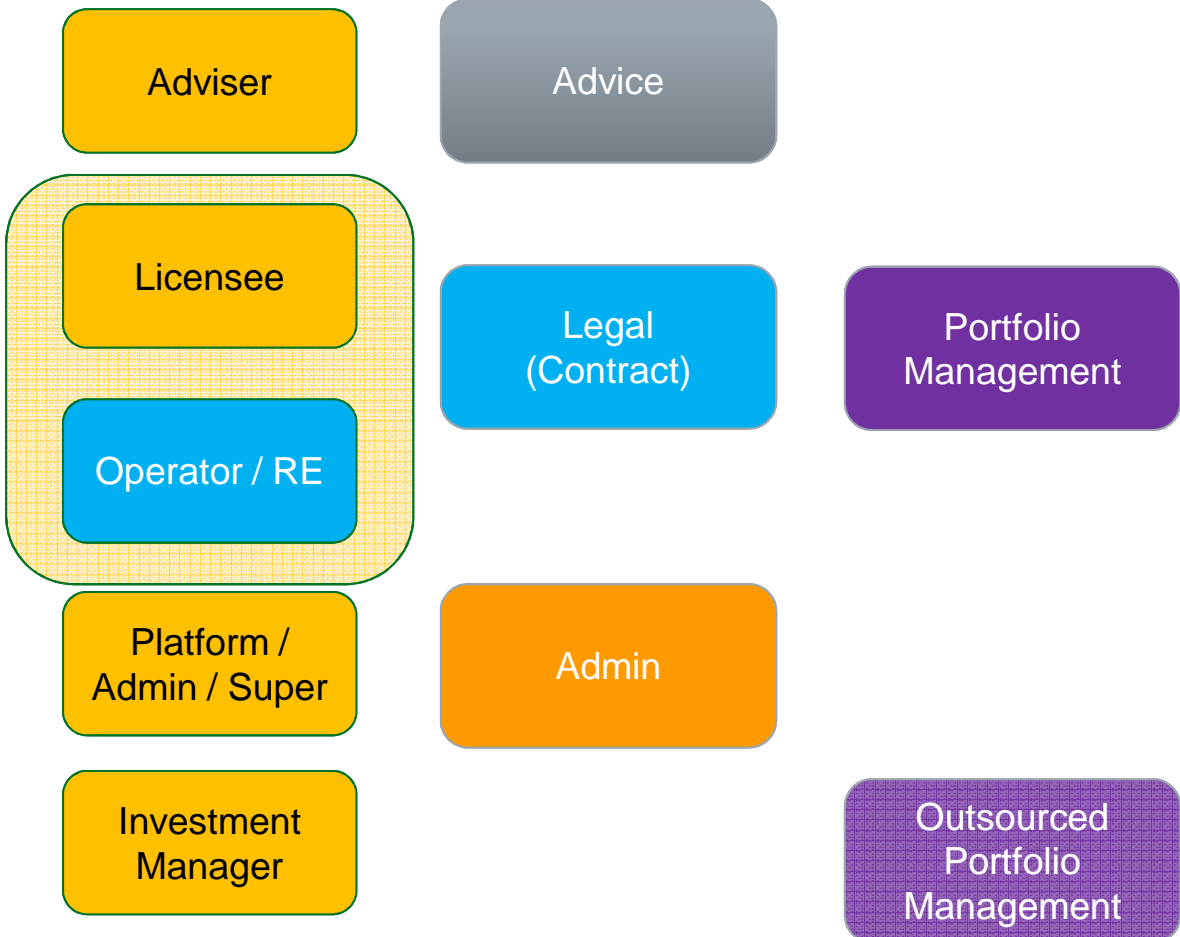 Adviser
Advice
Licensee
Legal
(Contract)
Portfolio
Management
Operator / RE
Platform /
Admin / Super
Admin
Investment
Manager
Outsourced
Portfolio
Management